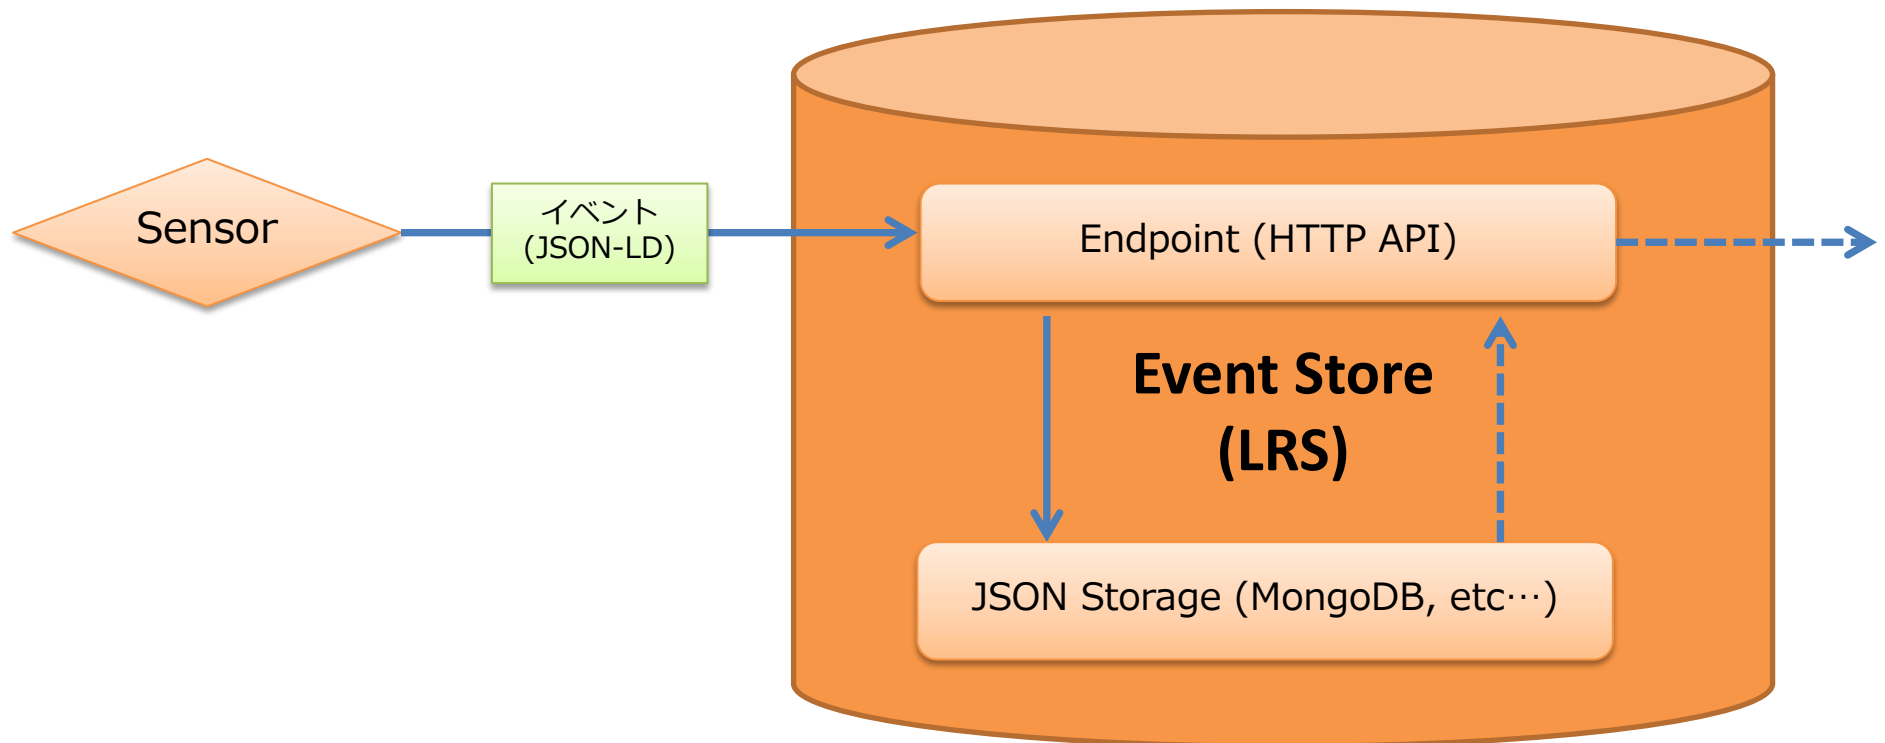 Sensor
イベント
(JSON-LD)
Endpoint (HTTP API)
Event Store
(LRS)
JSON Storage (MongoDB, etc…)